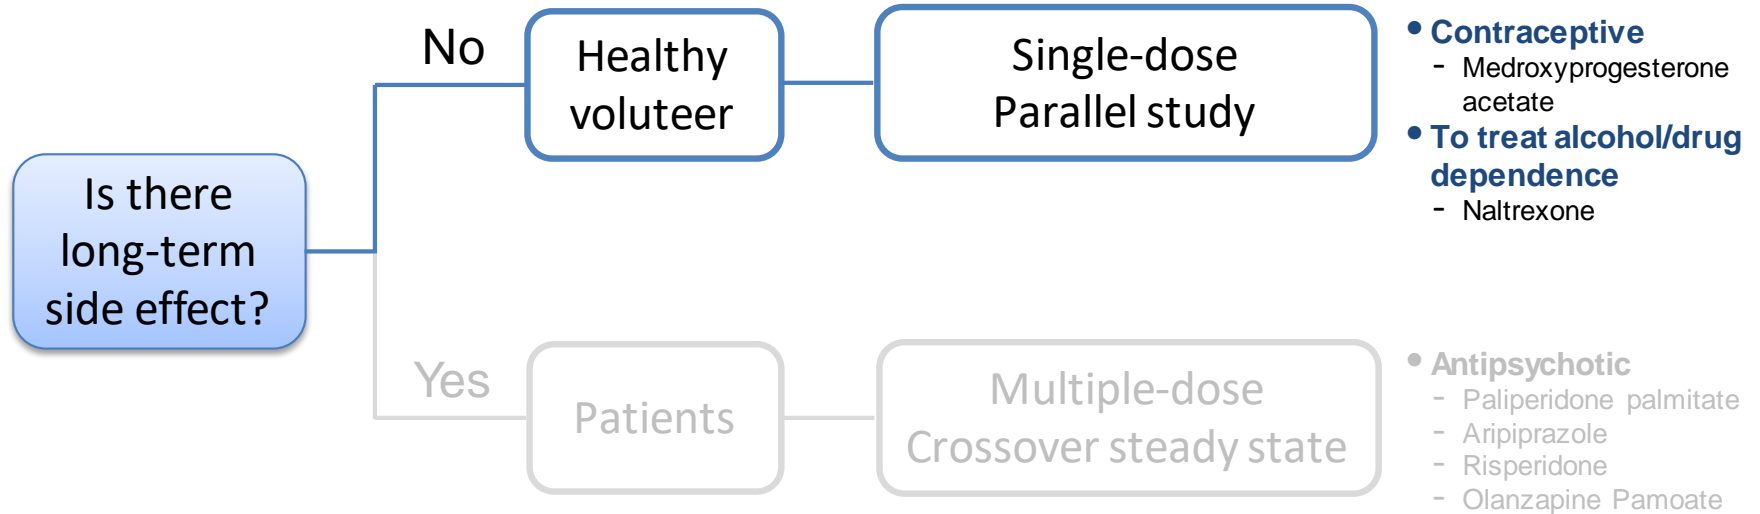 Is there
long-term
side effect?
No
Healthy
voluteer
Single-dose
Parallel study
• Contraceptive
- Medroxyprogesterone
acetate
• To treat alcohol/drug
dependence
- Naltrexone
Yes
Patients
Multiple-dose
Crossover steady state
• Antipsychotic
- Paliperidone palmitate
- Aripiprazole
- Risperidone
- Olanzapine Pamoate